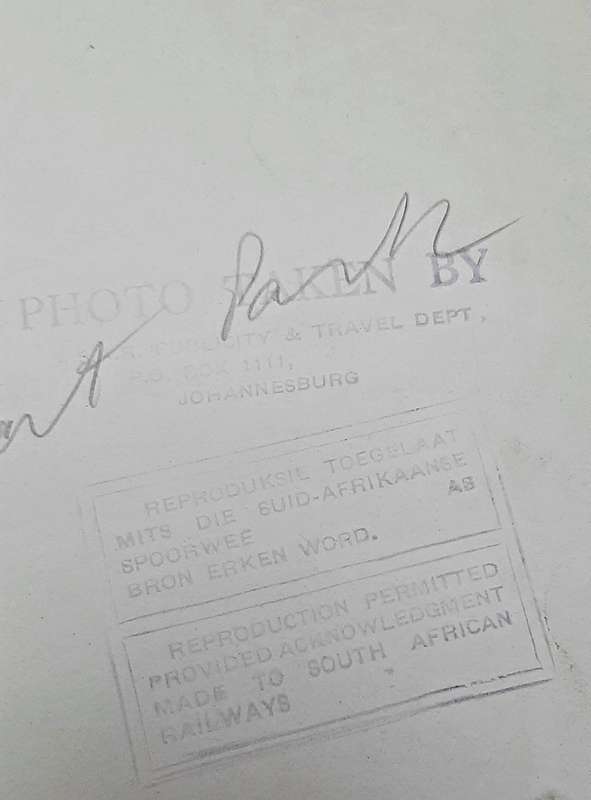 PHOTO TAKEN BY
PUBLICITY & TRAVEL DEPT,
P.O. BOX 1111,
JOHANNESBURG
REPRODUKSIE TOEGELAAT
MITS DIE SUID-AFRIKAANSE
SPOORWEË AS
BRON ERKEN WORD.
REPRODUCTION PERMITTED
PROVIDED ACKNOWLEDGMENT
MADE TO SOUTH AFRICAN
RAILWAYS